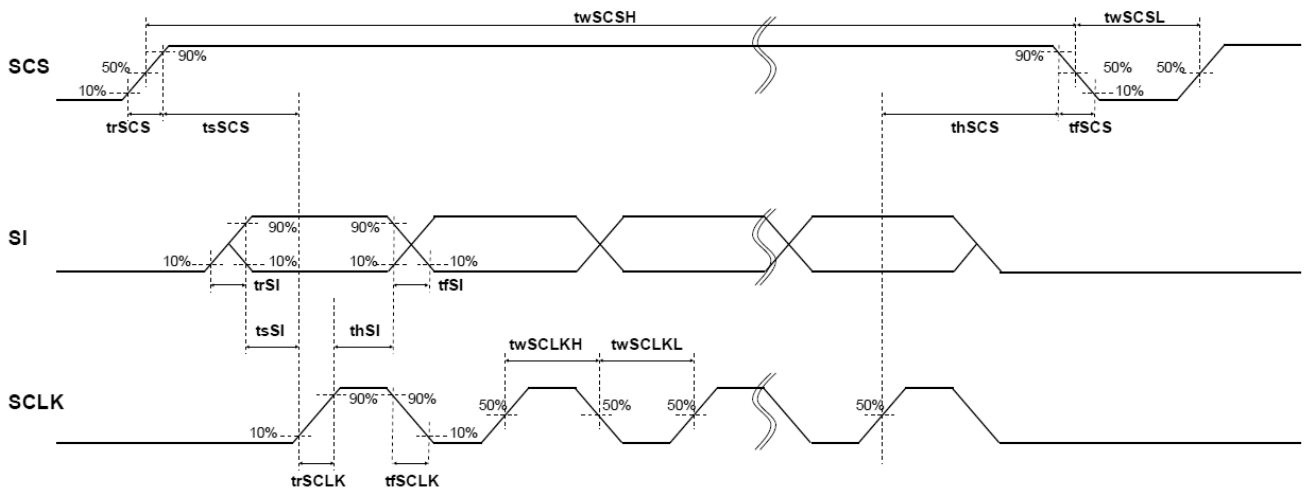 twSCSH twSCSL
SCS 50% 90% 90% 50% 50%
10% 10%
trSCS tsSCS thSCS tfSCS
SI 90% 90%
10% 10% 10% 10%
trSI tfSI
tsSI thSI
twSCLKH twSCLKL
SCLK 90% 90% 50% 50% 50% 50%
10% 10%
trSCLK tfSCLK